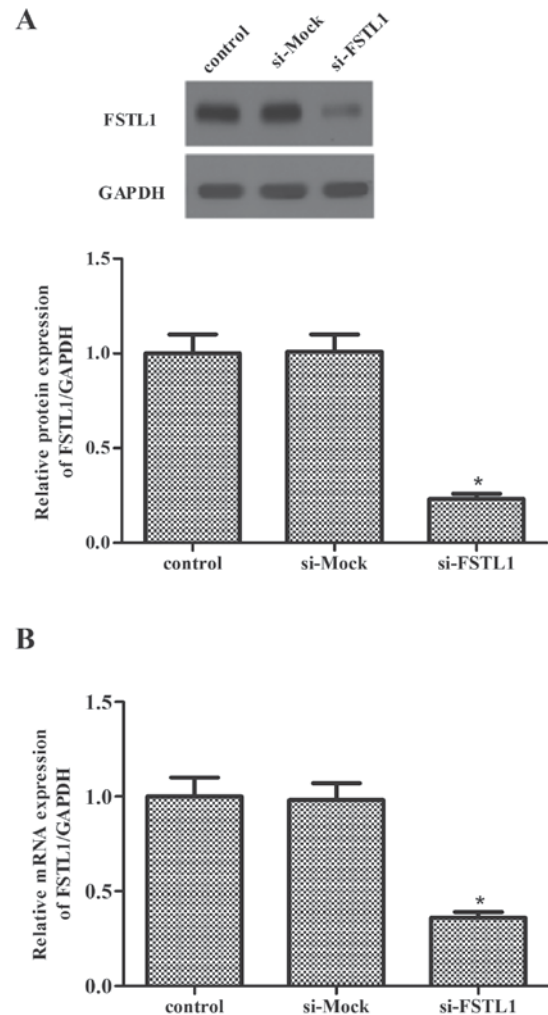 A
control si-Mock si-FSTL1
FSTL1
GAPDH
Relative protein expression
of FSTL1/GAPDH
1.5
1.0
0.5
0.0
*
control si-Mock si-FSTL1
B
Relative mRNA expression
of FSTL1/GAPDH
1.5
1.0
0.5
0.0
*
control si-Mock si-FSTL1